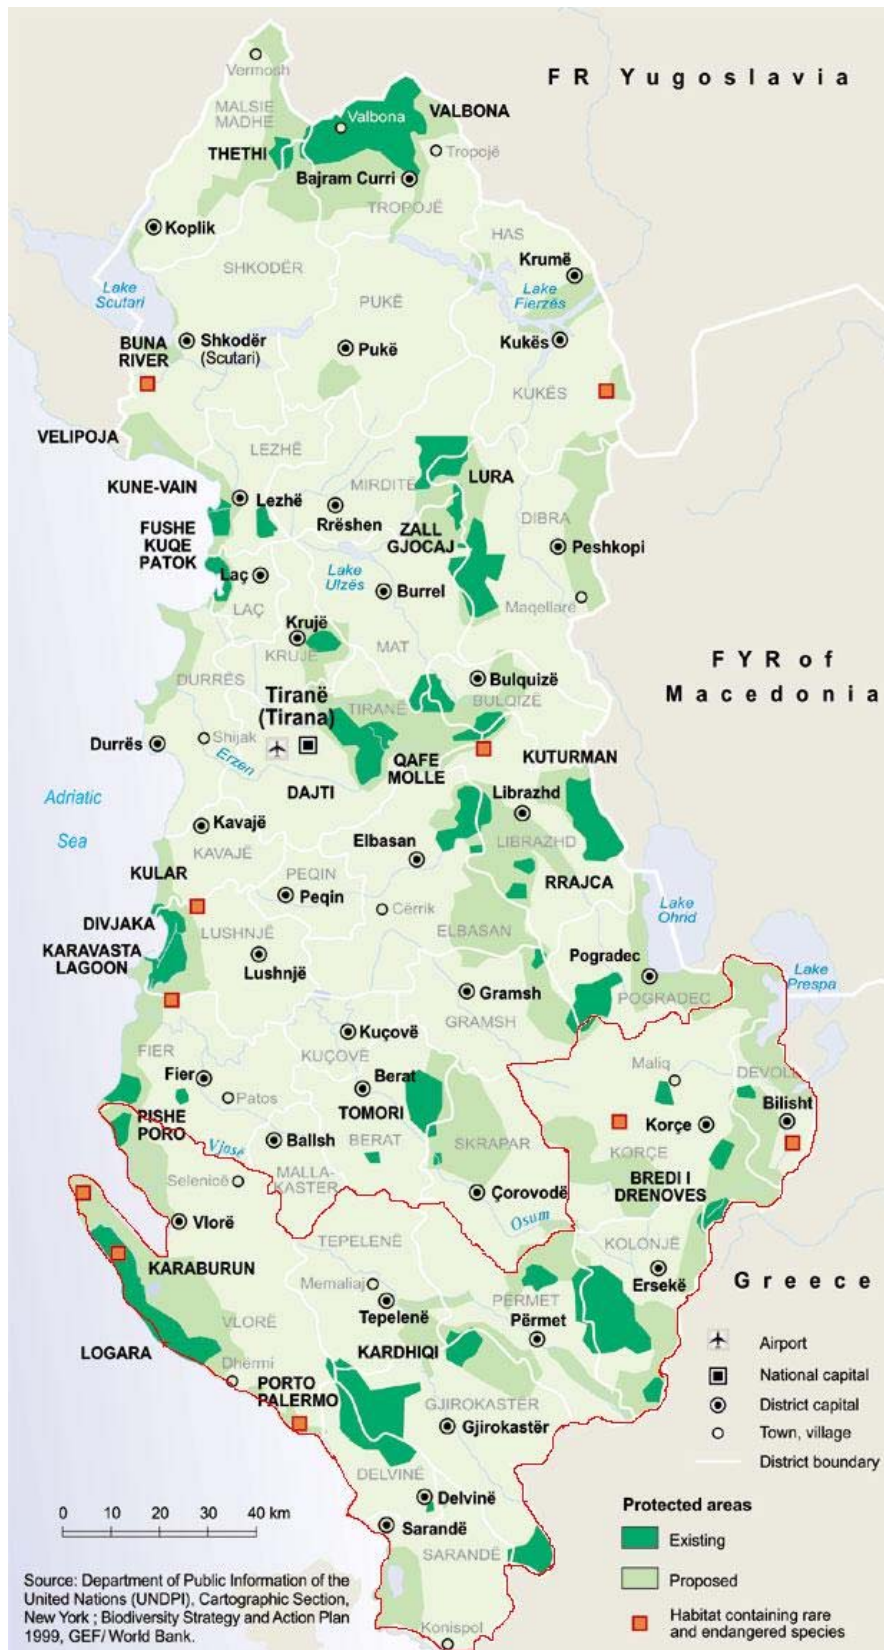 FR Yugoslavia
Vermosh
MALSIE
MADHE
Valbona
VALBONA
THETHI
Tropojë
Bajram Curri
TROPOJË
Koplik
HAS
SHKODËR
Krumë
Lake
Scutari
Lake
Fierzës
PUKË
BUNA
RIVER
Shkodër
(Scutari)
Pukë
Kukës
KUKËS
VELIPOJA
LEZHË
KUNE-VAIN
MIRDITË
LURA
Lezhë
Rrëshen
FUSHE
KUQE
PATOK
ZALL
GJOCAJ
DIBRA
Peshkopi
Laç
Lake
Ulzës
Burrel
LAÇ
Maqellarë
Krujë
KRUJË
MAT
FYR of
Macedonia
DURRËS
Bulquizë
BULQIZË
Tiranë
(Tirana)
TIRANË
Shijak
Durrës
Erzen
QAFE
MOLLE
KUTURMAN
DAJTI
Librazhd
Adriatic
Sea
Kavajë
KAVAJË
Elbasan
LIBRAZHD
KULAR
PEQIN
Peqin
RRAJCA
Cërrik
Lake
Ohrid
DIVJAKA
KARAVASTA
LAGOON
LUSHNJË
ELBASAN
Lushnjë
Pogradec
Lake
Prespa
Gramsh
GRAMSH
POGRADEC
Kuçovë
KUÇOVË
FIER
Fier
Maliq
DEVOLL
Berat
Patos
TOMORI
Bilisht
Korçe
PISHE
PORO
Vjosë
Ballsh
BERAT
SKRAPAR
KORÇE
MALLA-
KASTER
Selenicë
BREDI I
DRENOVES
Çorovodë
Vlorë
Osum
TEPELENË
KOLONJË
KARABURUN
Memaliaj
Ersekë
Greece
PERMET
Tepelenë
Përmet
VLORË
LOGARA
KARDHIQI
Dhërmi
PORTO
PALERMO
GJIROKASTËR
Gjirokastër
DELVINË
Delvinë
Sarandë
SARANDË
Konispol
Airport
National capital
District capital
Town, village
District boundary
Protected areas
Existing
Proposed
Habitat containing rare
and endangered species
0 10 20 30 40 km
Source: Department of Public Information of the
United Nations (UNDPI), Cartographic Section,
New York ; Biodiversity Strategy and Action Plan
1999, GEF/ World Bank.